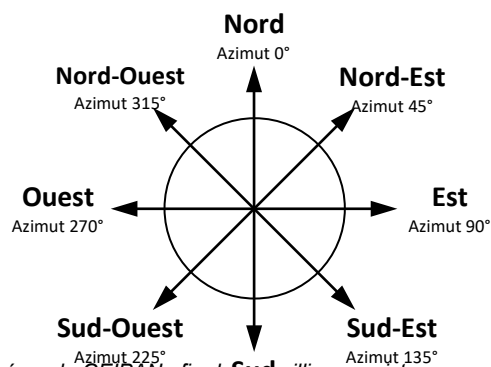 Nord
Azimut 0°
Nord-Ouest
Azimut 315°
Nord-Est
Azimut 45°
Ouest
Azimut 270°
Est
Azimut 90°
Sud-Ouest
Azimut 225°
Sud-Est
Azimut 135°
Sud